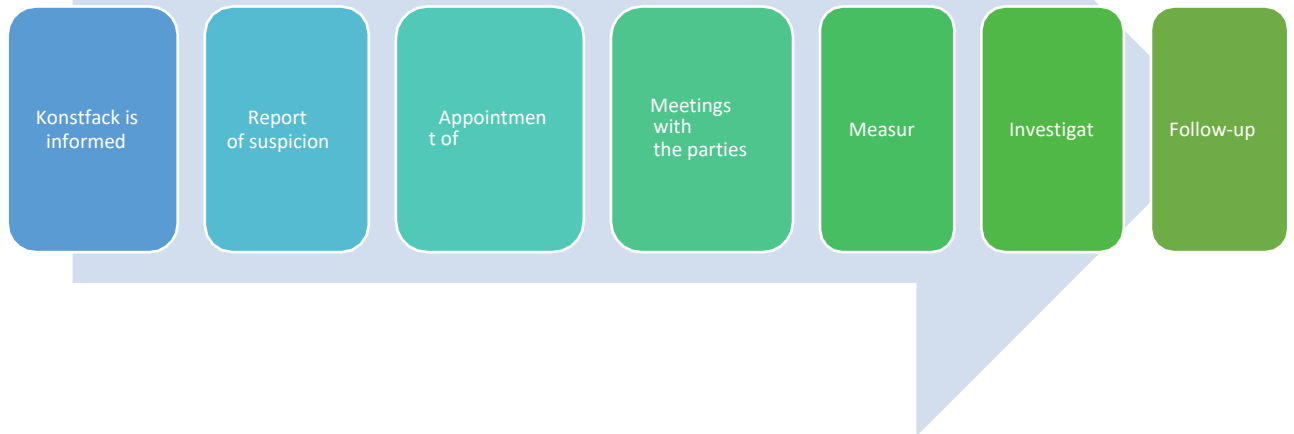 Konstfack is
informed
Report
of suspicion
Appointmen
t of
Meetings
with
the parties
Measur
Investigat
Follow-up